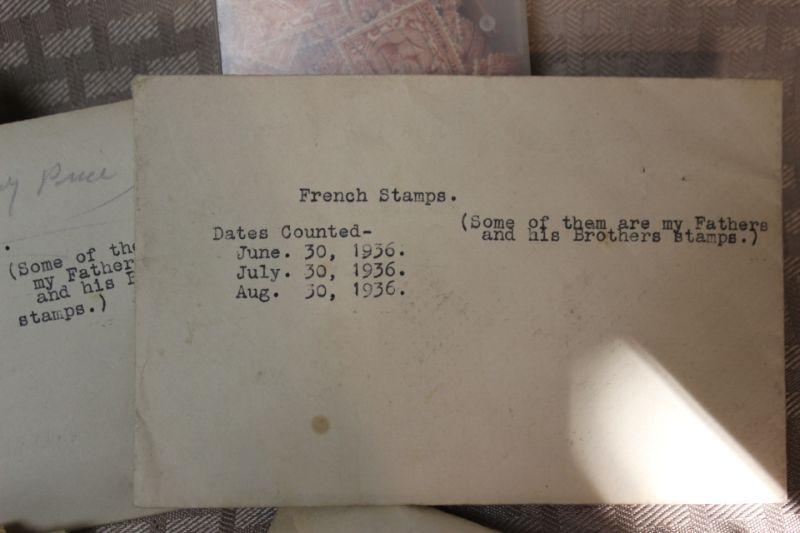 French Stamps.
Dates Counted-
June. 30, 1936.
July. 30, 1936.
Aug. 30, 1936.
(Some of them are my Fathers
and his Brothers stamps.)
Price
(Some of the
my Father
and his B
stamps.)